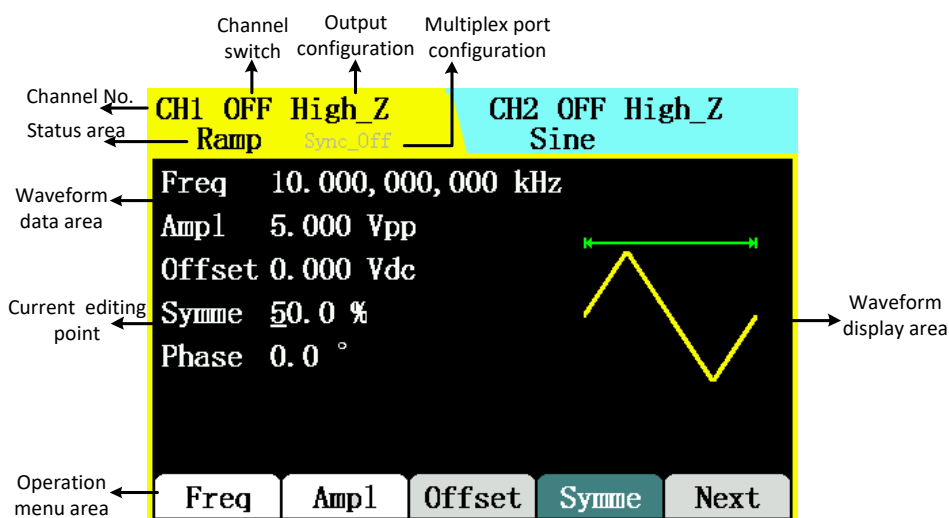 Channel switch
Output configuration
Multiplex port configuration
Channel No.
Status area
CH1 OFF High_Z
Ramp Sync_Off
CH2 OFF High_Z
Sine
Waveform data area
Freq 10.000,000,000 kHz
Ampl 5.000 Vpp
Offset 0.000 Vdc
Current editing point
Symme 50.0 %
Phase 0.0 °
Waveform display area
Operation menu area
Freq Ampl Offset Symme Next